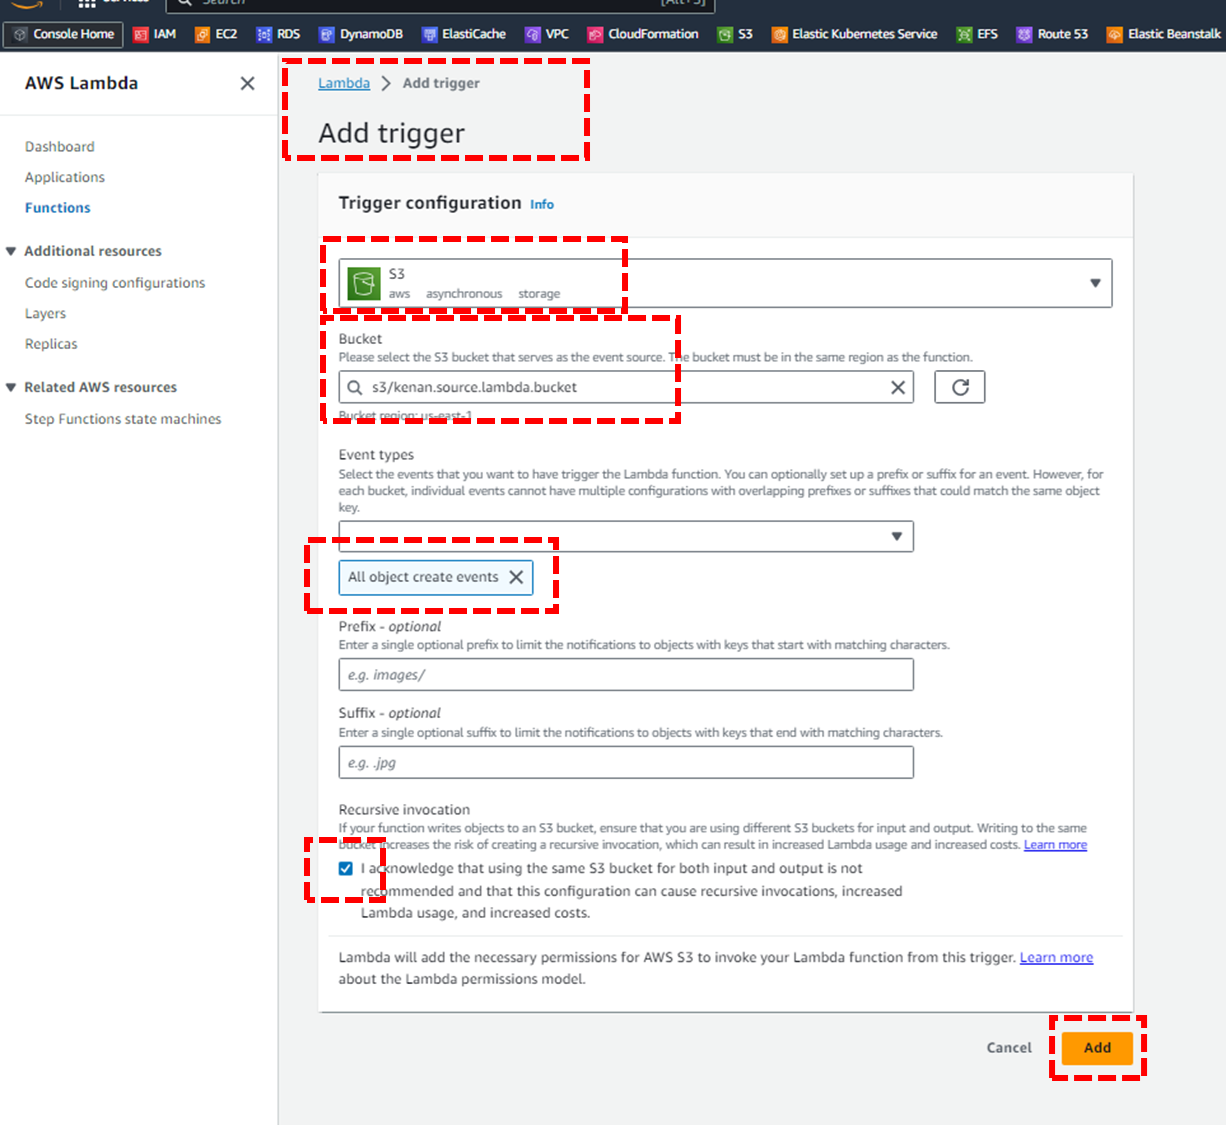 Services
Search
[Alt+S]
Console Home
IAM
EC2
RDS
DynamoDB
ElastiCache
VPC
CloudFormation
S3
Elastic Kubernetes Service
EFS
Route 53
Elastic Beanstalk
AWS Lambda
Dashboard
Applications
Functions
Additional resources
Code signing configurations
Layers
Replicas
Related AWS resources
Step Functions state machines
Lambda > Add trigger
Add trigger
Trigger configuration Info
S3
aws asynchronous storage
Bucket
Please select the S3 bucket that serves as the event source. The bucket must be in the same region as the function.
s3/kenan.source.lambda.bucket
Bucket region: us-east-1
Event types
Select the events that you want to have trigger the Lambda function. You can optionally set up a prefix or suffix for an event. However, for
each bucket, individual events cannot have multiple configurations with overlapping prefixes or suffixes that could match the same object
key.
All object create events
Prefix - optional
Enter a single optional prefix to limit the notifications to objects with keys that start with matching characters.
e.g. images/
Suffix - optional
Enter a single optional suffix to limit the notifications to objects with keys that end with matching characters.
e.g. .jpg
Recursive invocation
If your function writes objects to an S3 bucket, ensure that you are using different S3 buckets for input and output. Writing to the same
bucket increases the risk of creating a recursive invocation, which can result in increased Lambda usage and increased costs. Learn more
I acknowledge that using the same S3 bucket for both input and output is not
recommended and that this configuration can cause recursive invocations, increased
Lambda usage, and increased costs.
Lambda will add the necessary permissions for AWS S3 to invoke your Lambda function from this trigger. Learn more
about the Lambda permissions model.
Cancel
Add